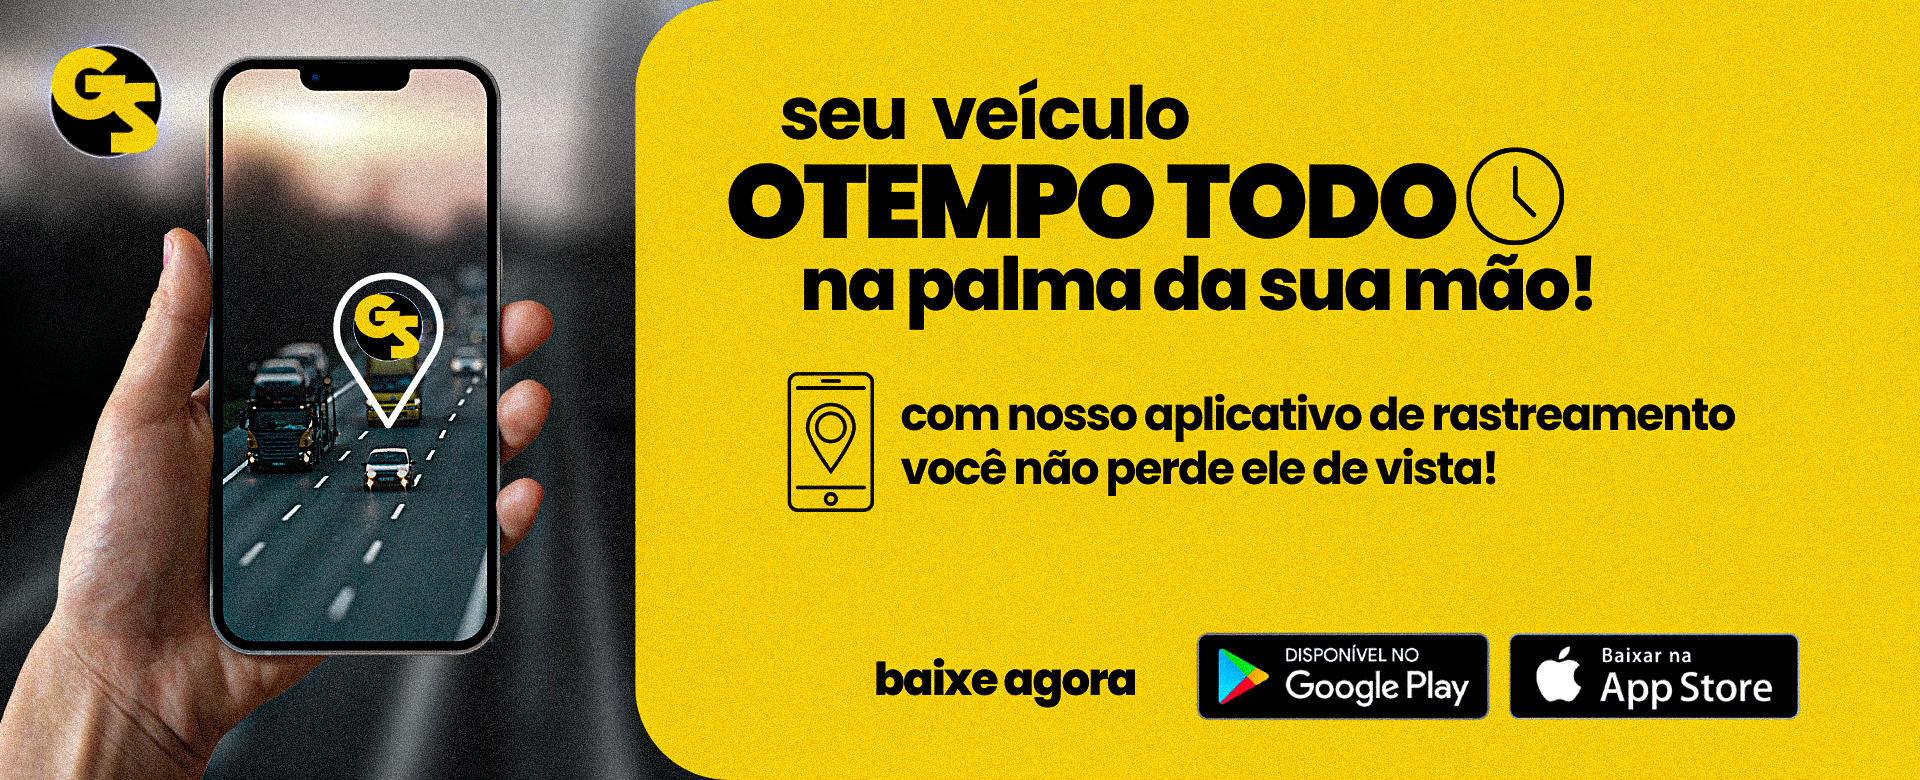 GS
seu veículo
O TEMPO TODO
na palma da sua mão!
GS
com nosso aplicativo de rastreamento
você não perde ele de vista!
baixe agora
DISPONÍVEL NO
Google Play
Baixar na
App Store